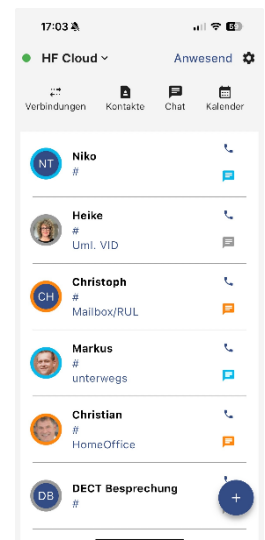 17:03
HF Cloud
Anwesend
Verbindungen Kontakte Chat Kalender
NT
Niko
#
Heike
#
Uml. VID
CH
Christoph
#
Mailbox/RUL
Markus
#
unterwegs
Christian
#
HomeOffice
DB
DECT Besprechung
#
+